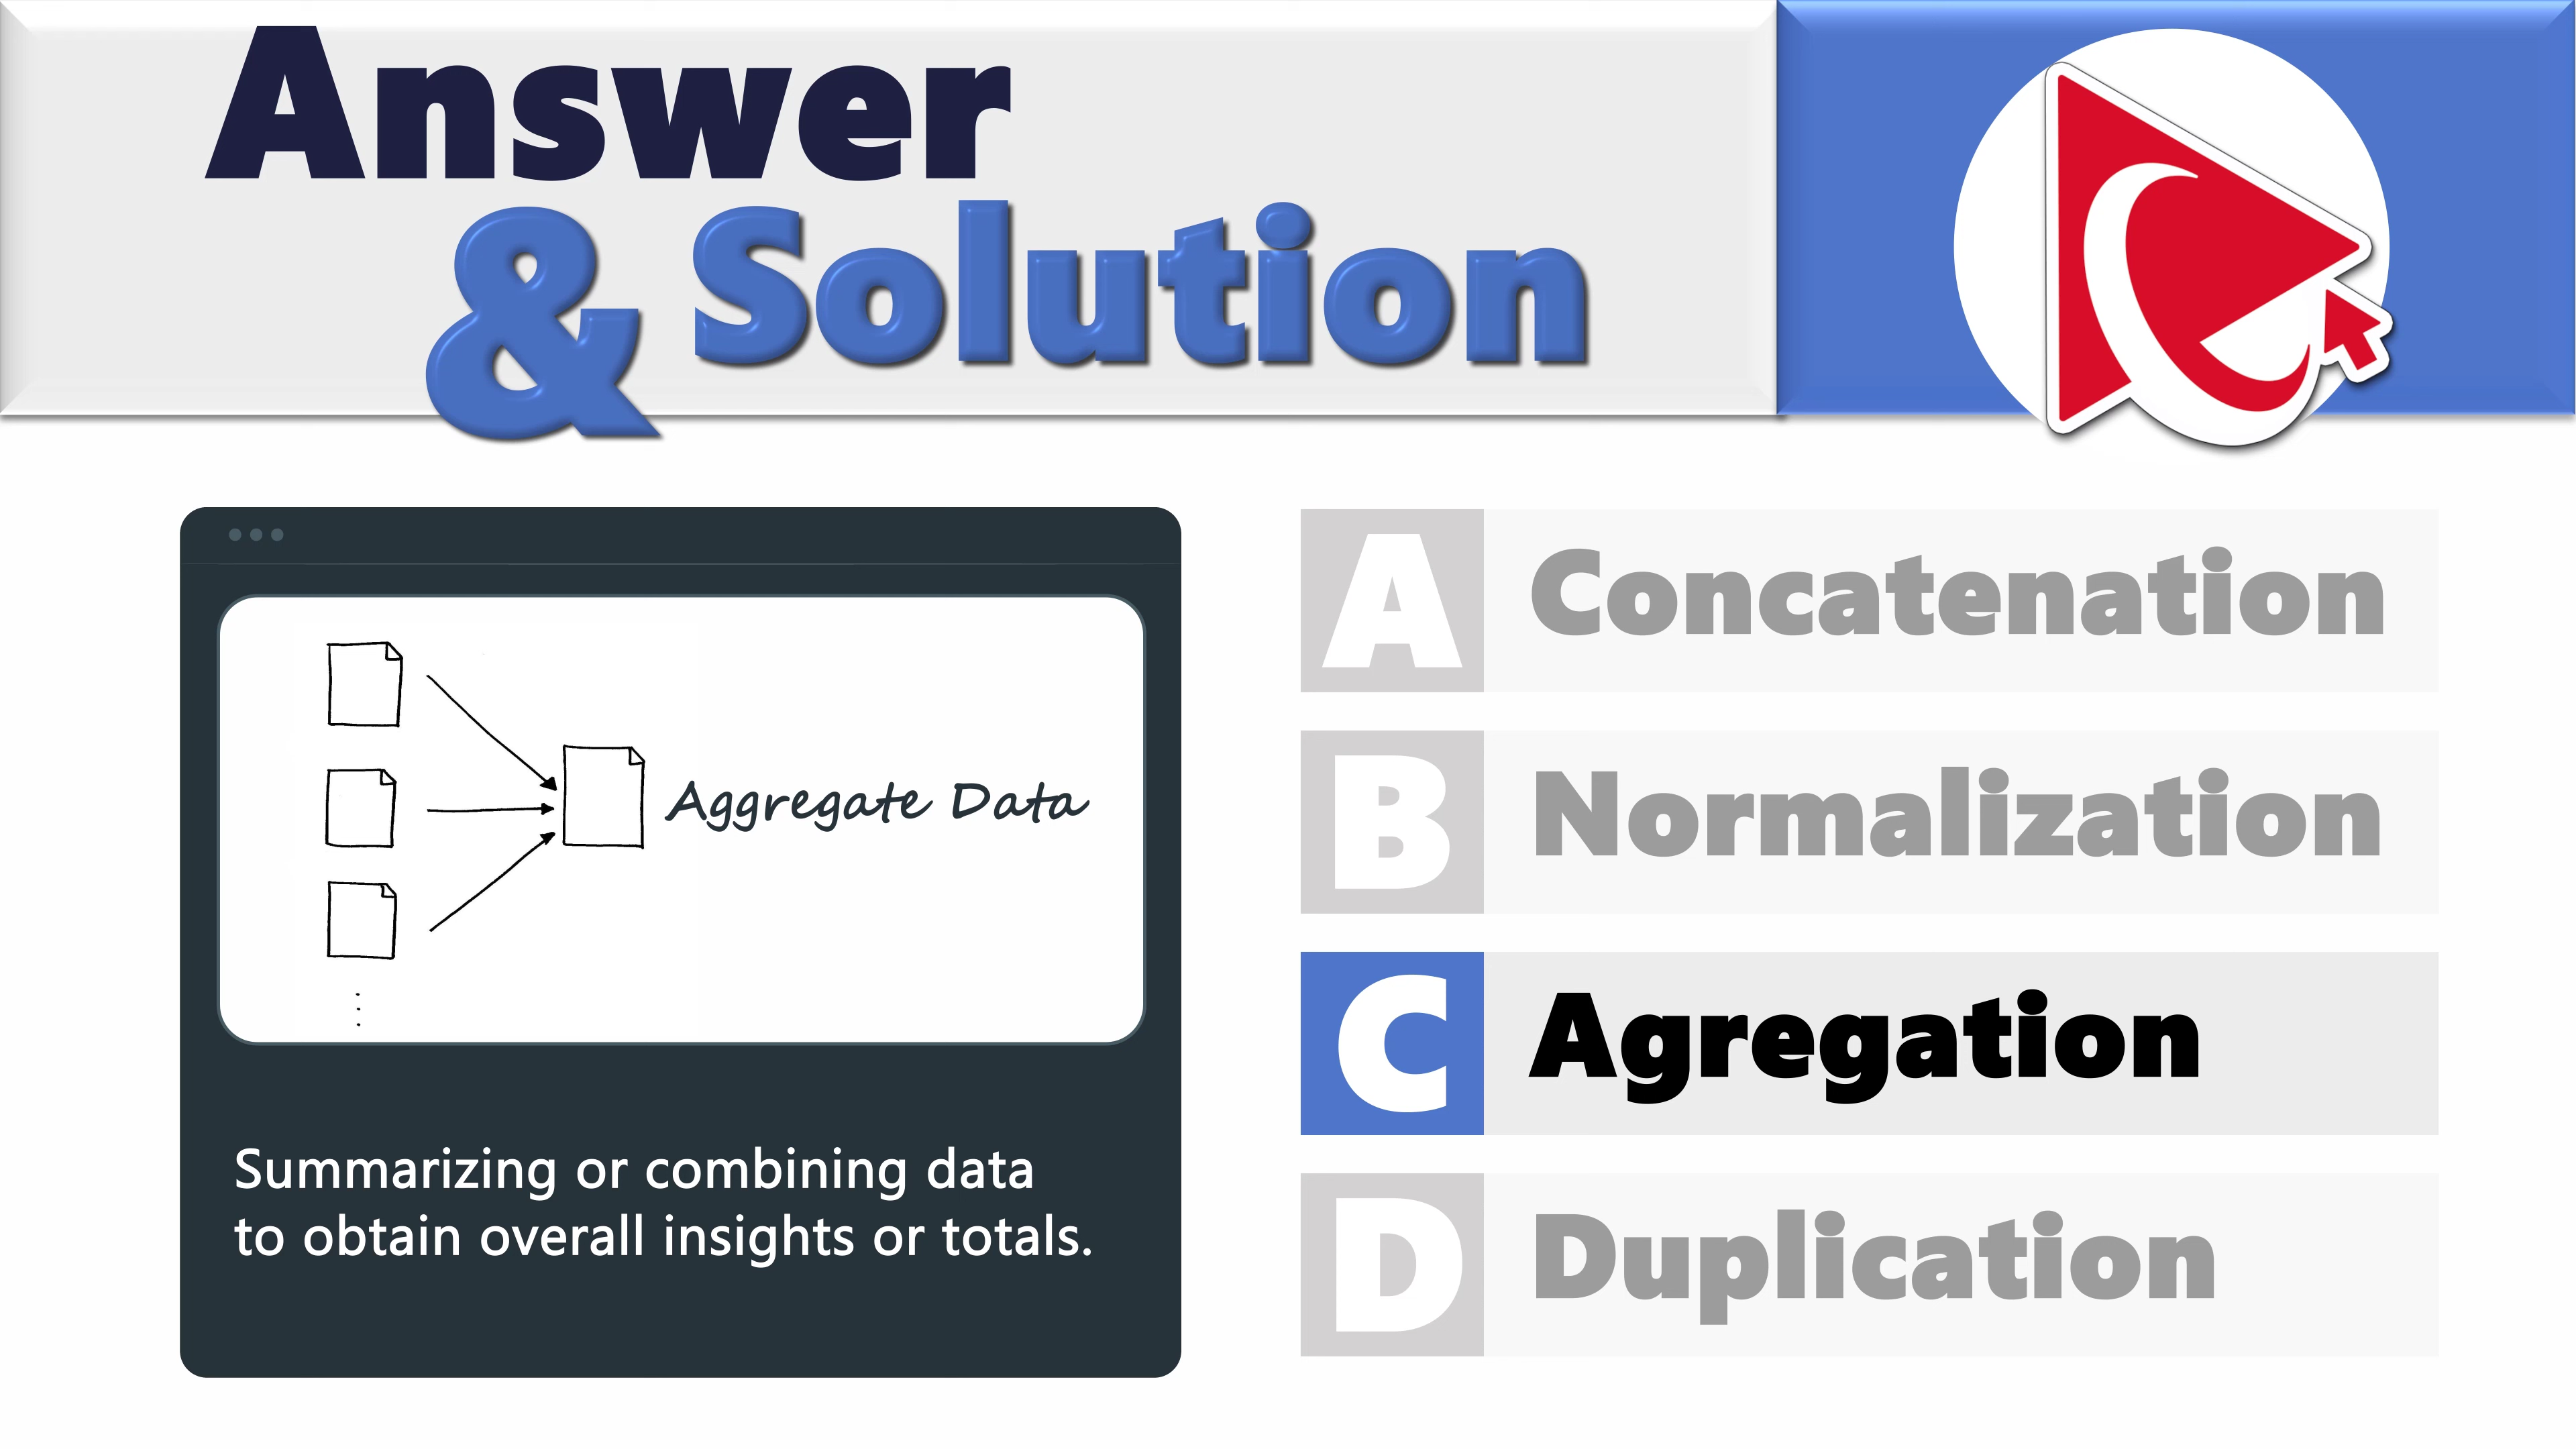 Answer
& Solution
Aggregate Data
Summarizing or combining data
to obtain overall insights or totals.
A Concatenation
B Normalization
C Agregation
D Duplication